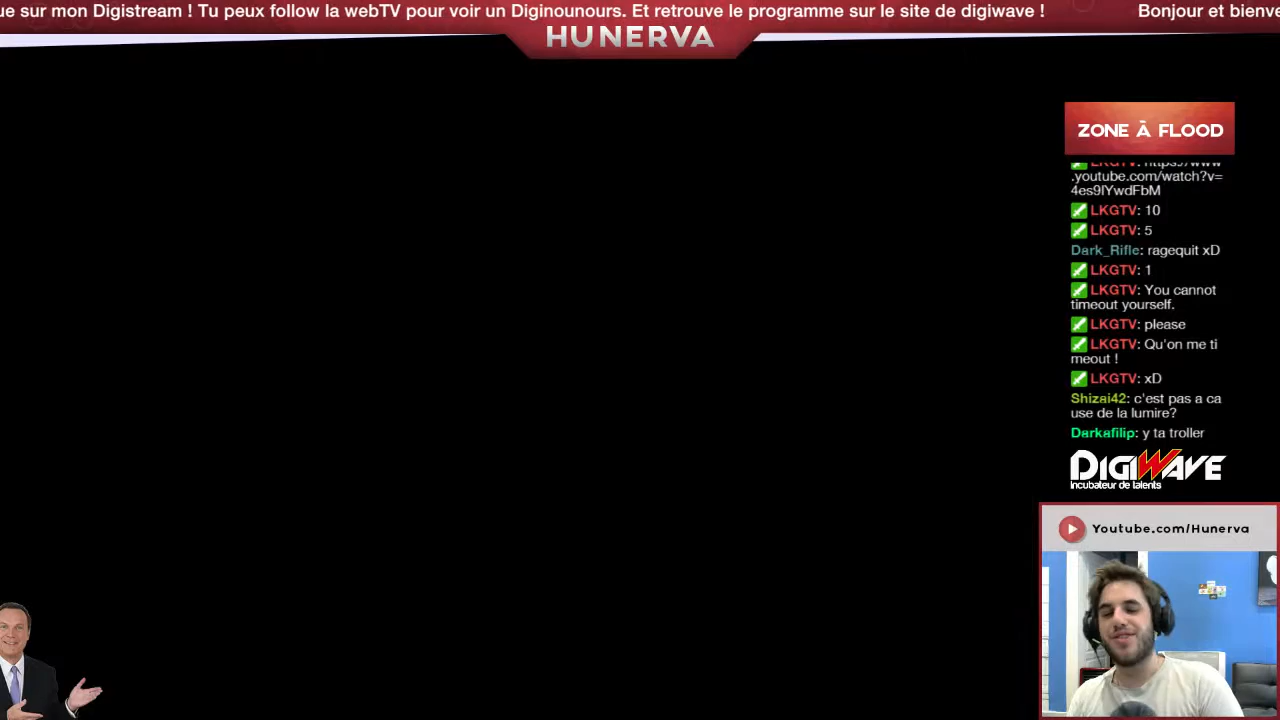 ue sur mon Digistream ! Tu peux follow la webTV pour voir un Diginounours. Et retrouve le programme sur le site de digiwave ! Bonjour et bienve
HUNERVA
ZONE À FLOOD
LKGTV: https://www
.youtube.com/watch?v=
4es9lYwdFbM
LKGTV: 10
LKGTV: 5
Dark_Rifle: ragequit xD
LKGTV: 1
LKGTV: You cannot
timeout yourself.
LKGTV: please
LKGTV: Qu'on me ti
meout !
LKGTV: xD
Shizai42: c'est pas a ca
use de la lumire?
Darkafilip: y ta troller
DIGIWAVE
Incubateur de talents
Youtube.com/Hunerva